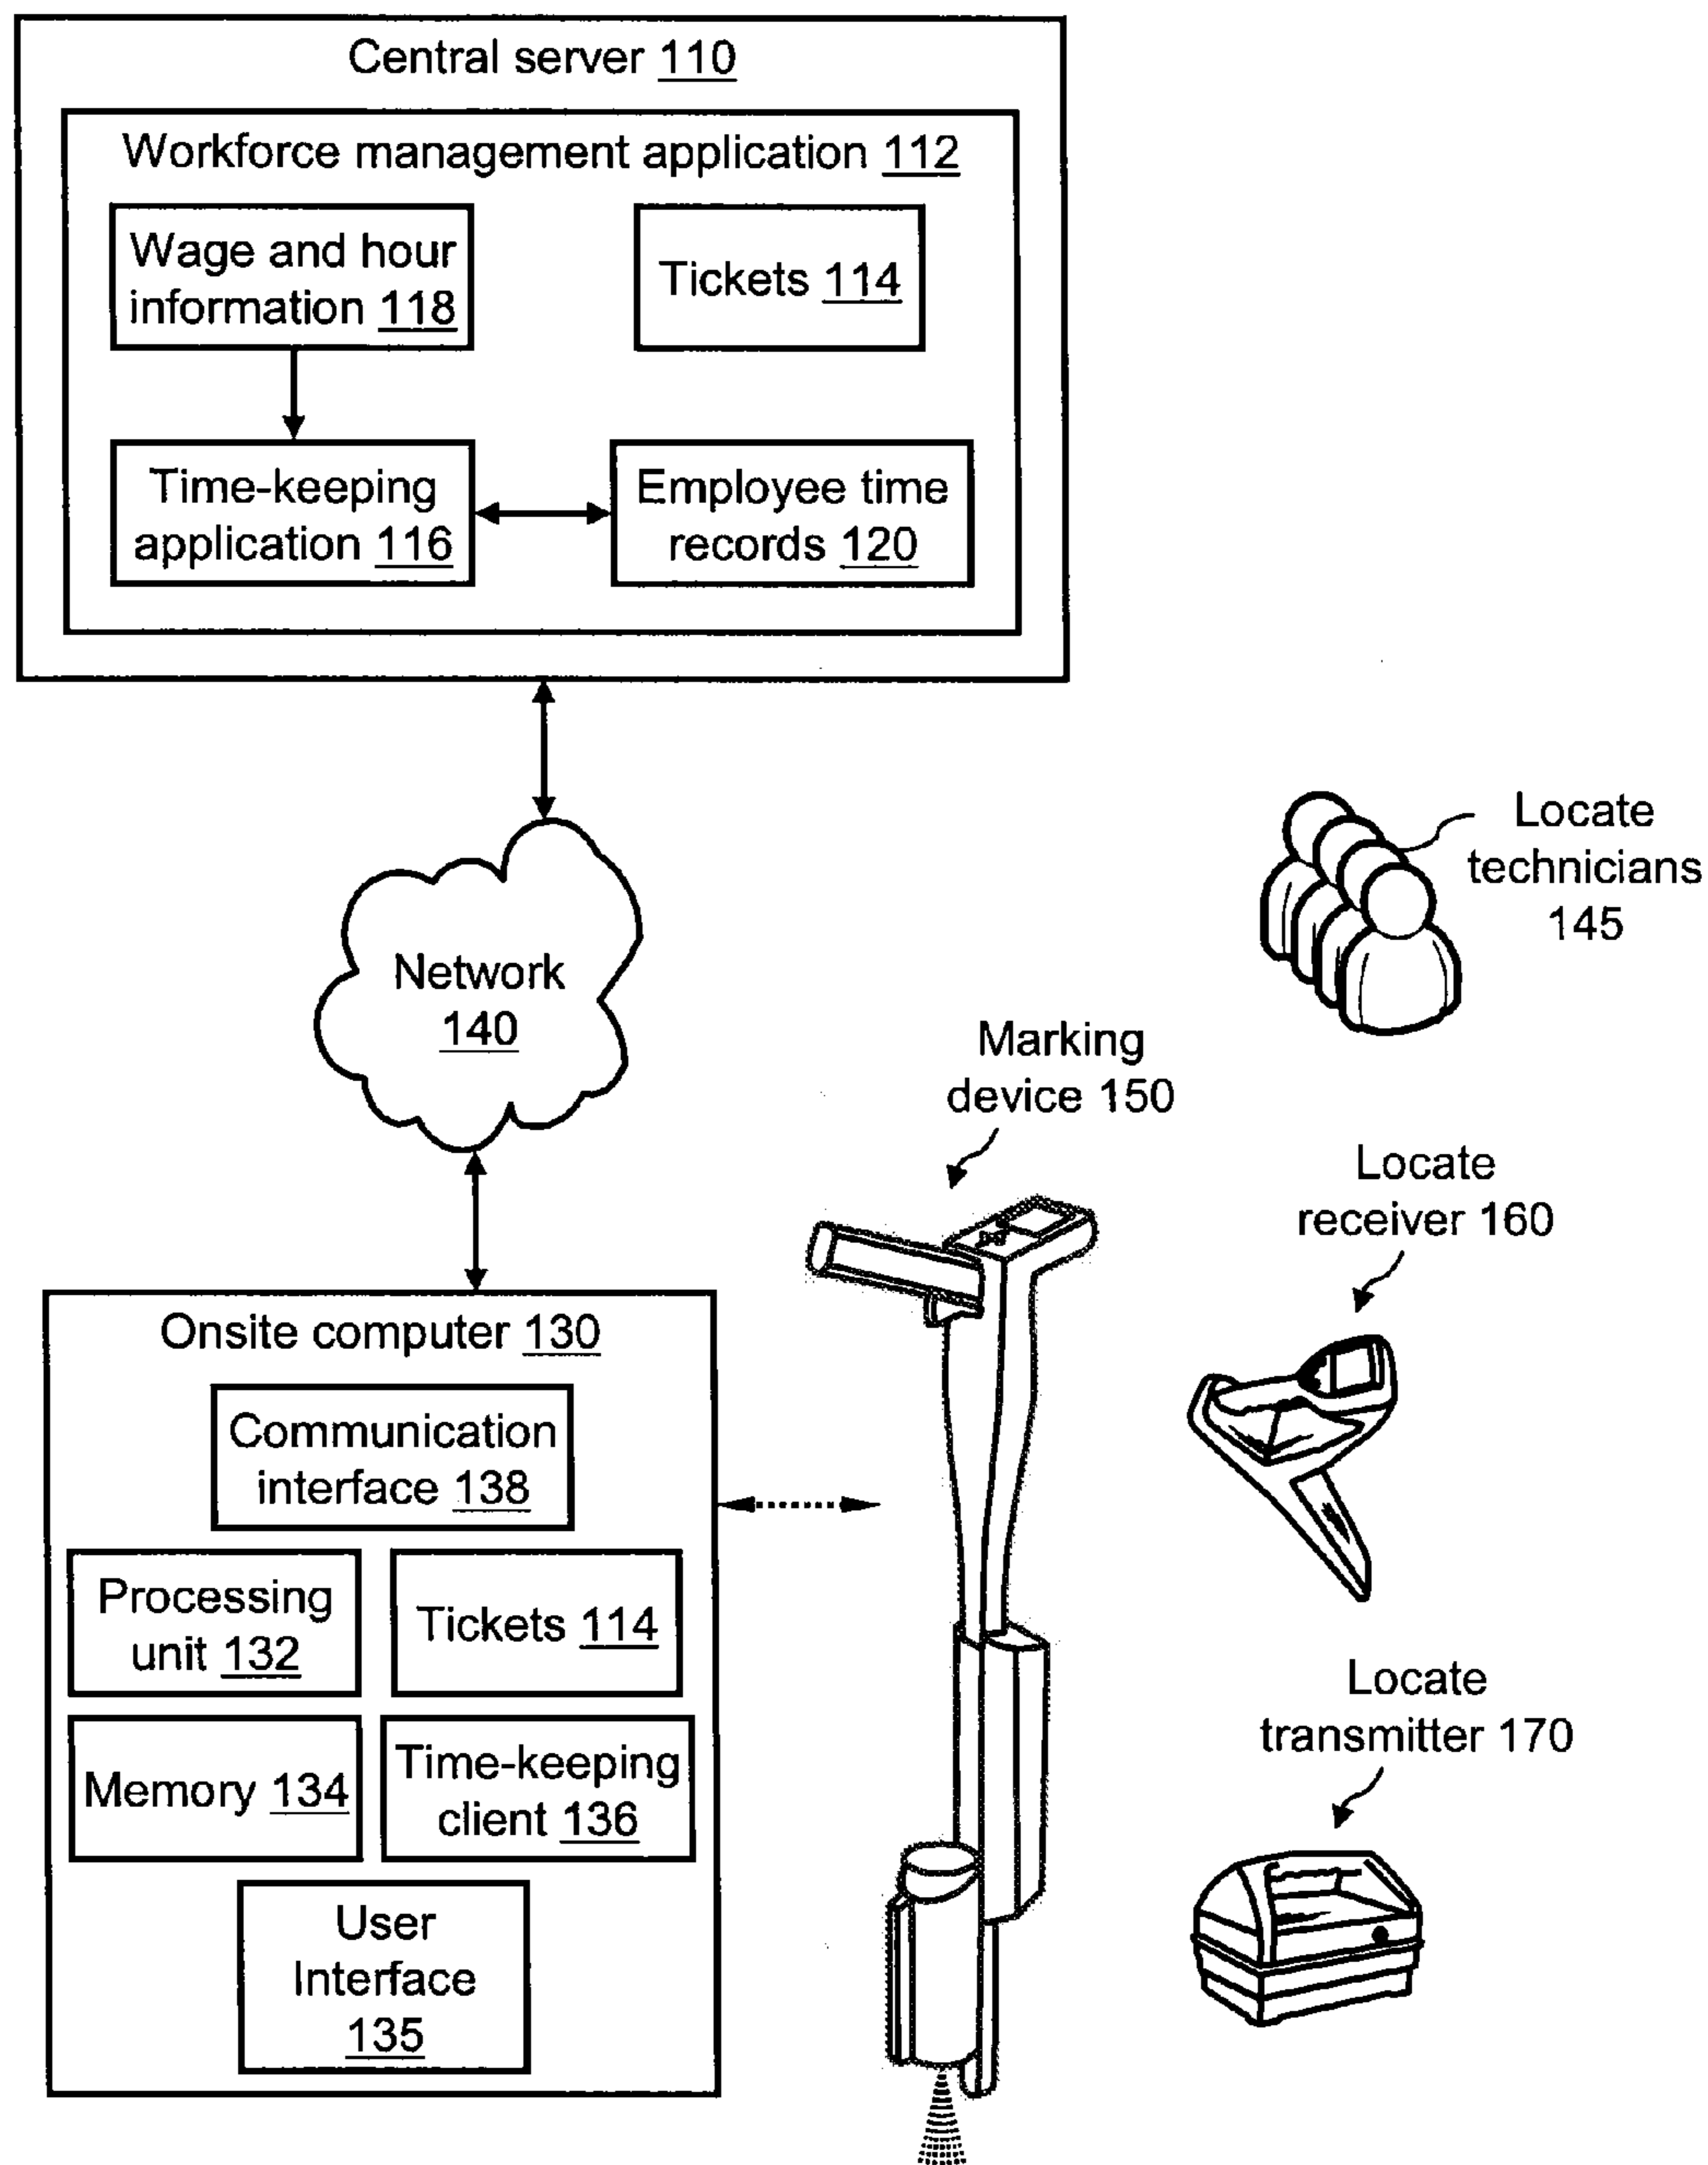 Central server 110
Workforce management application 112
Wage and hour
information 118
Tickets 114
Time-keeping
application 116
Employee time
records 120
Network
140
Locate
technicians
145
Marking
device 150
Locate
receiver 160
Locate
transmitter 170
Onsite computer 130
Communication
interface 138
Processing
unit 132
Tickets 114
Memory 134
Time-keeping
client 136
User
Interface
135